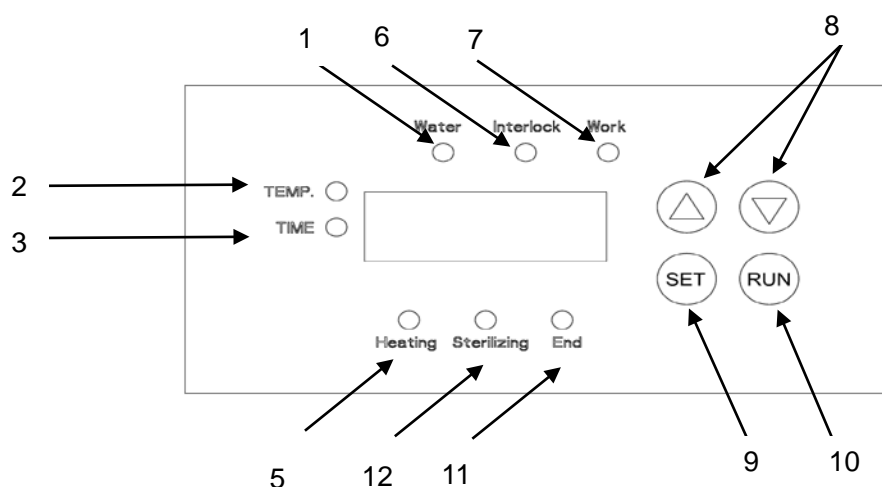 1 6 7 8
Water Interlock Work
2 TEMP.
3 TIME
SET RUN
Heating Sterilizing End
5 12 11 9 10